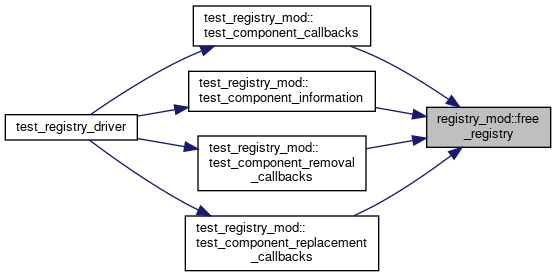 test_registry_mod::
test_component_callbacks
test_registry_mod::
test_component_information
registry_mod::free
_registry
test_registry_driver
test_registry_mod::
test_component_removal
_callbacks
test_registry_mod::
test_component_replacement
_callbacks